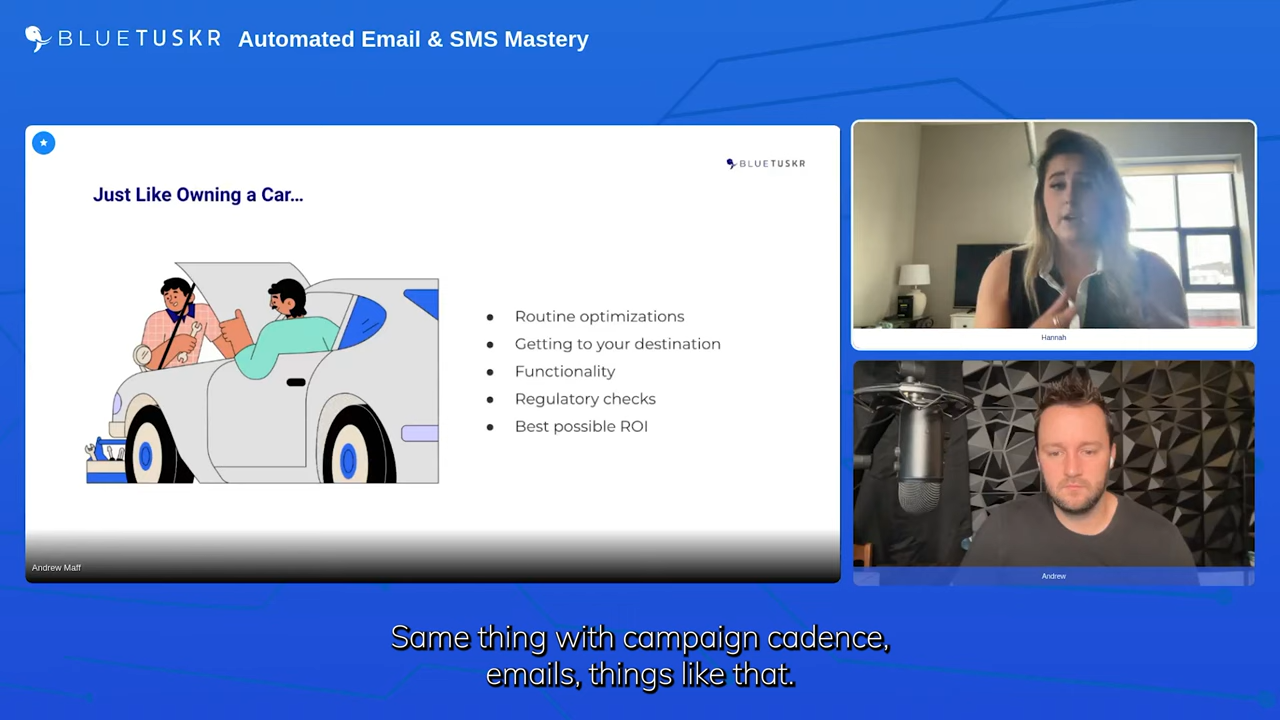 BLUETUSKR Automated Email & SMS Mastery
BLUETUSKR
Just Like Owning a Car...
● Routine optimizations
● Getting to your destination
● Functionality
● Regulatory checks
● Best possible ROI
Andrew Maff
Hannah
Andrew
Same thing with campaign cadence,
emails, things like that.